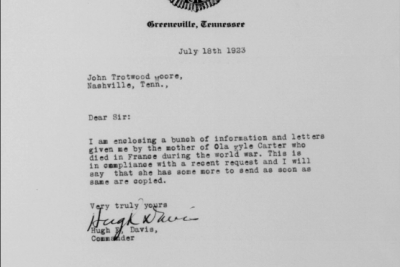 Greeneville, Tennessee
July 18th 1923
John Trotwood Moore,
Nashville, Tenn.,
Dear Sir:
I am enclosing a bunch of information and letters
given me by the mother of Ola Kyle Carter who
died in France during the world war. This is
in compliance with a recent request and I will
say that she has some more to send as soon as
same are copied.
Very truly yours
Hugh Davis
Hugh E. Davis,
Commander